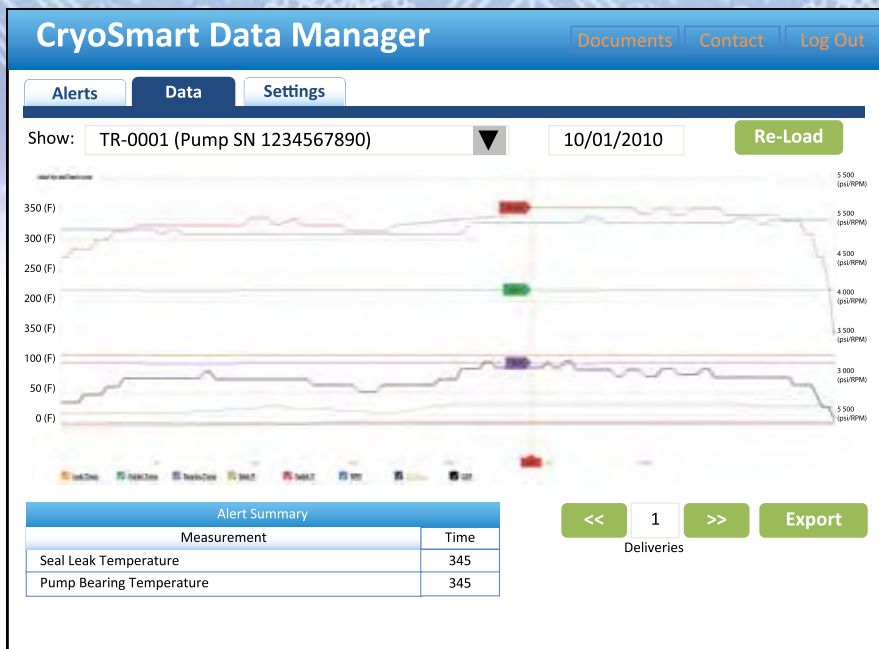 CryoSmart Data Manager
Documents Contact Log Out
Alerts Data Settings
Show: TR-0001 (Pump SN 1234567890) ▼ 10/01/2010 Re-Load
5 500
(psi/RPM)
350 (F)
5 500
(psi/RPM)
300 (F)
4 500
(psi/RPM)
250 (F)
4 000
(psi/RPM)
200 (F)
350 (F)
3 500
(psi/RPM)
100 (F)
3 000
(psi/RPM)
50 (F)
5 500
(psi/RPM)
0 (F)
Alert Summary
Measurement Time
Seal Leak Temperature 345
Pump Bearing Temperature 345
<< 1 >> Export
Deliveries